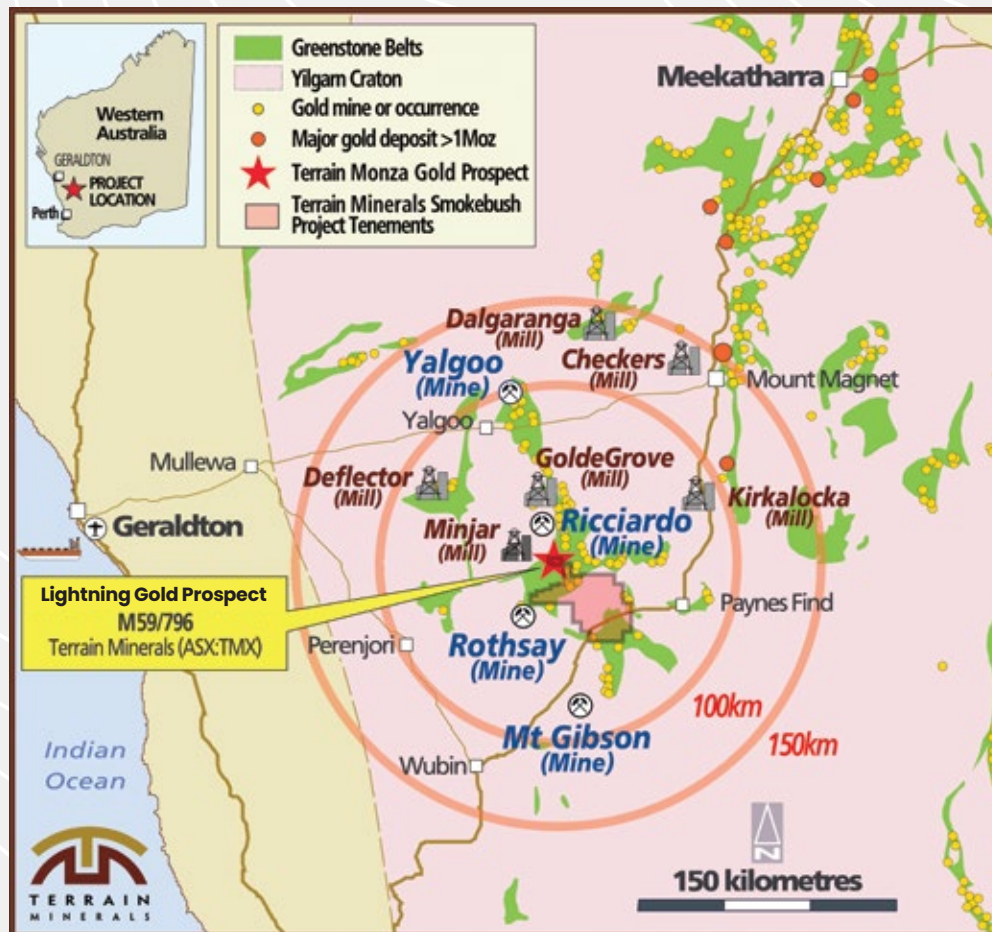 Western
Australia
GERALDTON
PROJECT
LOCATION
Perth
Greenstone Belts
Yilgarn Craton
Gold mine or occurrence
Major gold deposit >1Moz
Terrain Monza Gold Prospect
Terrain Minerals Smokebush
Project Tenements
Meekatharra
Dalgaranga
(Mill)
Checkers
(Mill)
Yalgoo
(Mine)
Mount Magnet
Yalgoo
Mullewa
Deflector
(Mill)
GoldeGrove
(Mill)
Kirkalocka
(Mill)
Geraldton
Minjar
(Mill)
Ricciardo
(Mine)
Lightning Gold Prospect
M59/796
Terrain Minerals (ASX:TMX)
Paynes Find
Perenjori
Rothsay
(Mine)
100km
150km
Mt Gibson
(Mine)
Indian
Ocean
Wubin
TERRAIN
MINERALS
N
150 kilometres